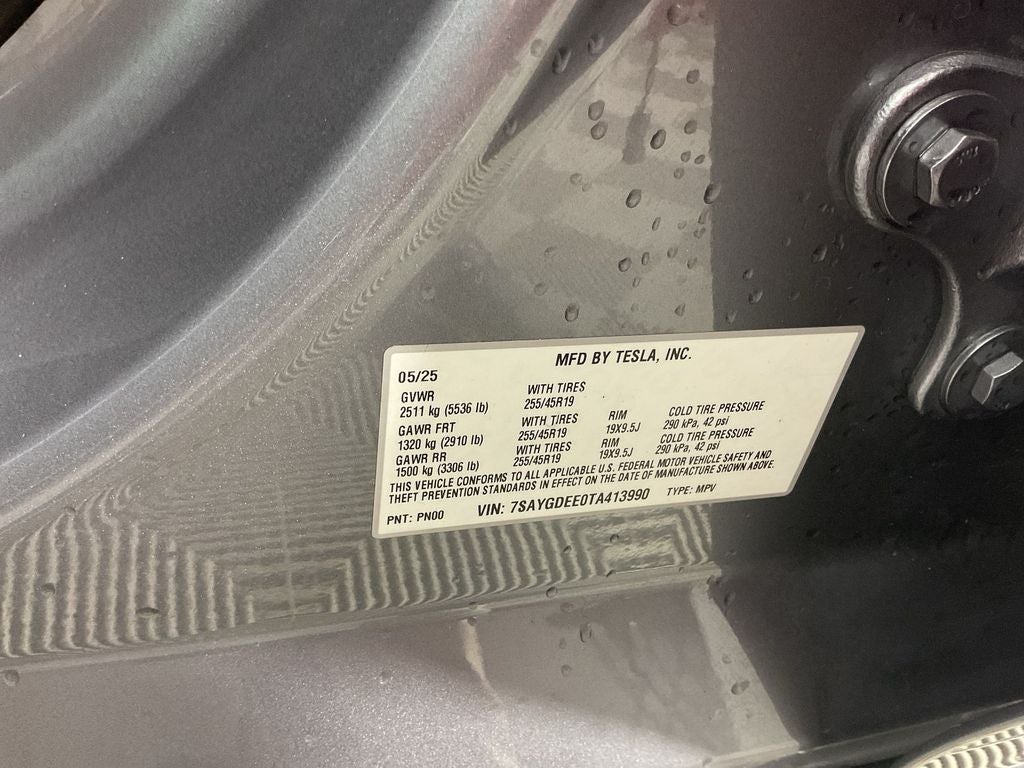 MFD BY TESLA, INC.
05/25
GVWR WITH TIRES
2511 kg (5536 lb) 255/45R19
GAWR FRT WITH TIRES RIM COLD TIRE PRESSURE
1320 kg (2910 lb) 255/45R19 19X9.5J 290 kPa, 42 psi
GAWR RR WITH TIRES RIM COLD TIRE PRESSURE
1500 kg (3306 lb) 255/45R19 19X9.5J 290 kPa, 42 psi
THIS VEHICLE CONFORMS TO ALL APPLICABLE U.S. FEDERAL MOTOR VEHICLE SAFETY AND
THEFT PREVENTION STANDARDS IN EFFECT ON THE DATE OF MANUFACTURE SHOWN ABOVE.
PNT: PN00 VIN: 7SAYGDEE0TA413990 TYPE: MPV